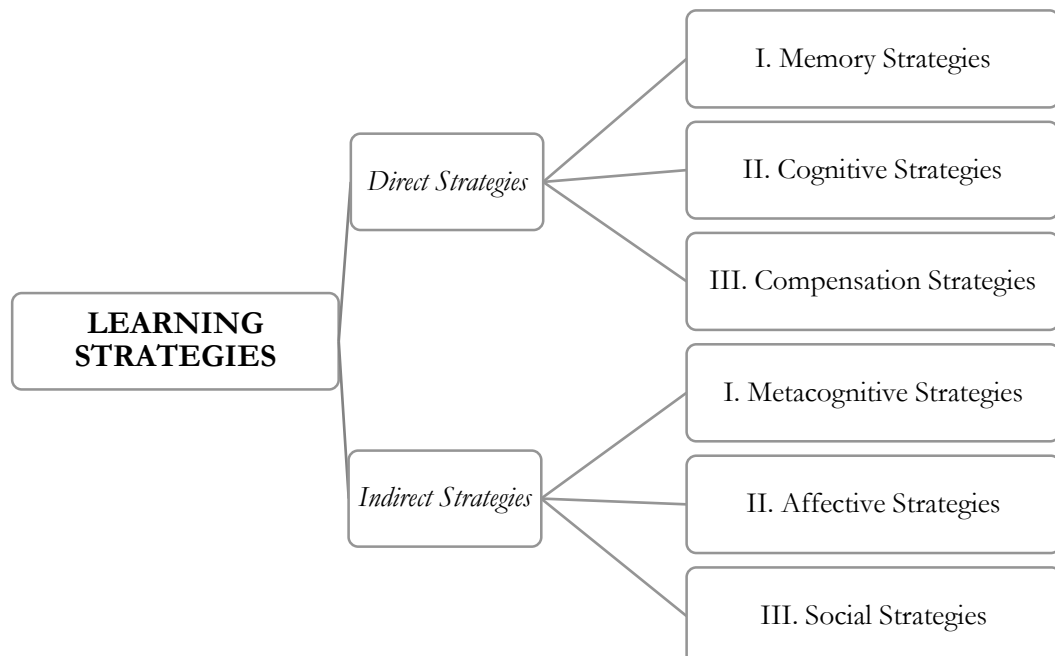 I. Memory Strategies
Direct Strategies
II. Cognitive Strategies
III. Compensation Strategies
LEARNING
STRATEGIES
I. Metacognitive Strategies
Indirect Strategies
II. Affective Strategies
III. Social Strategies